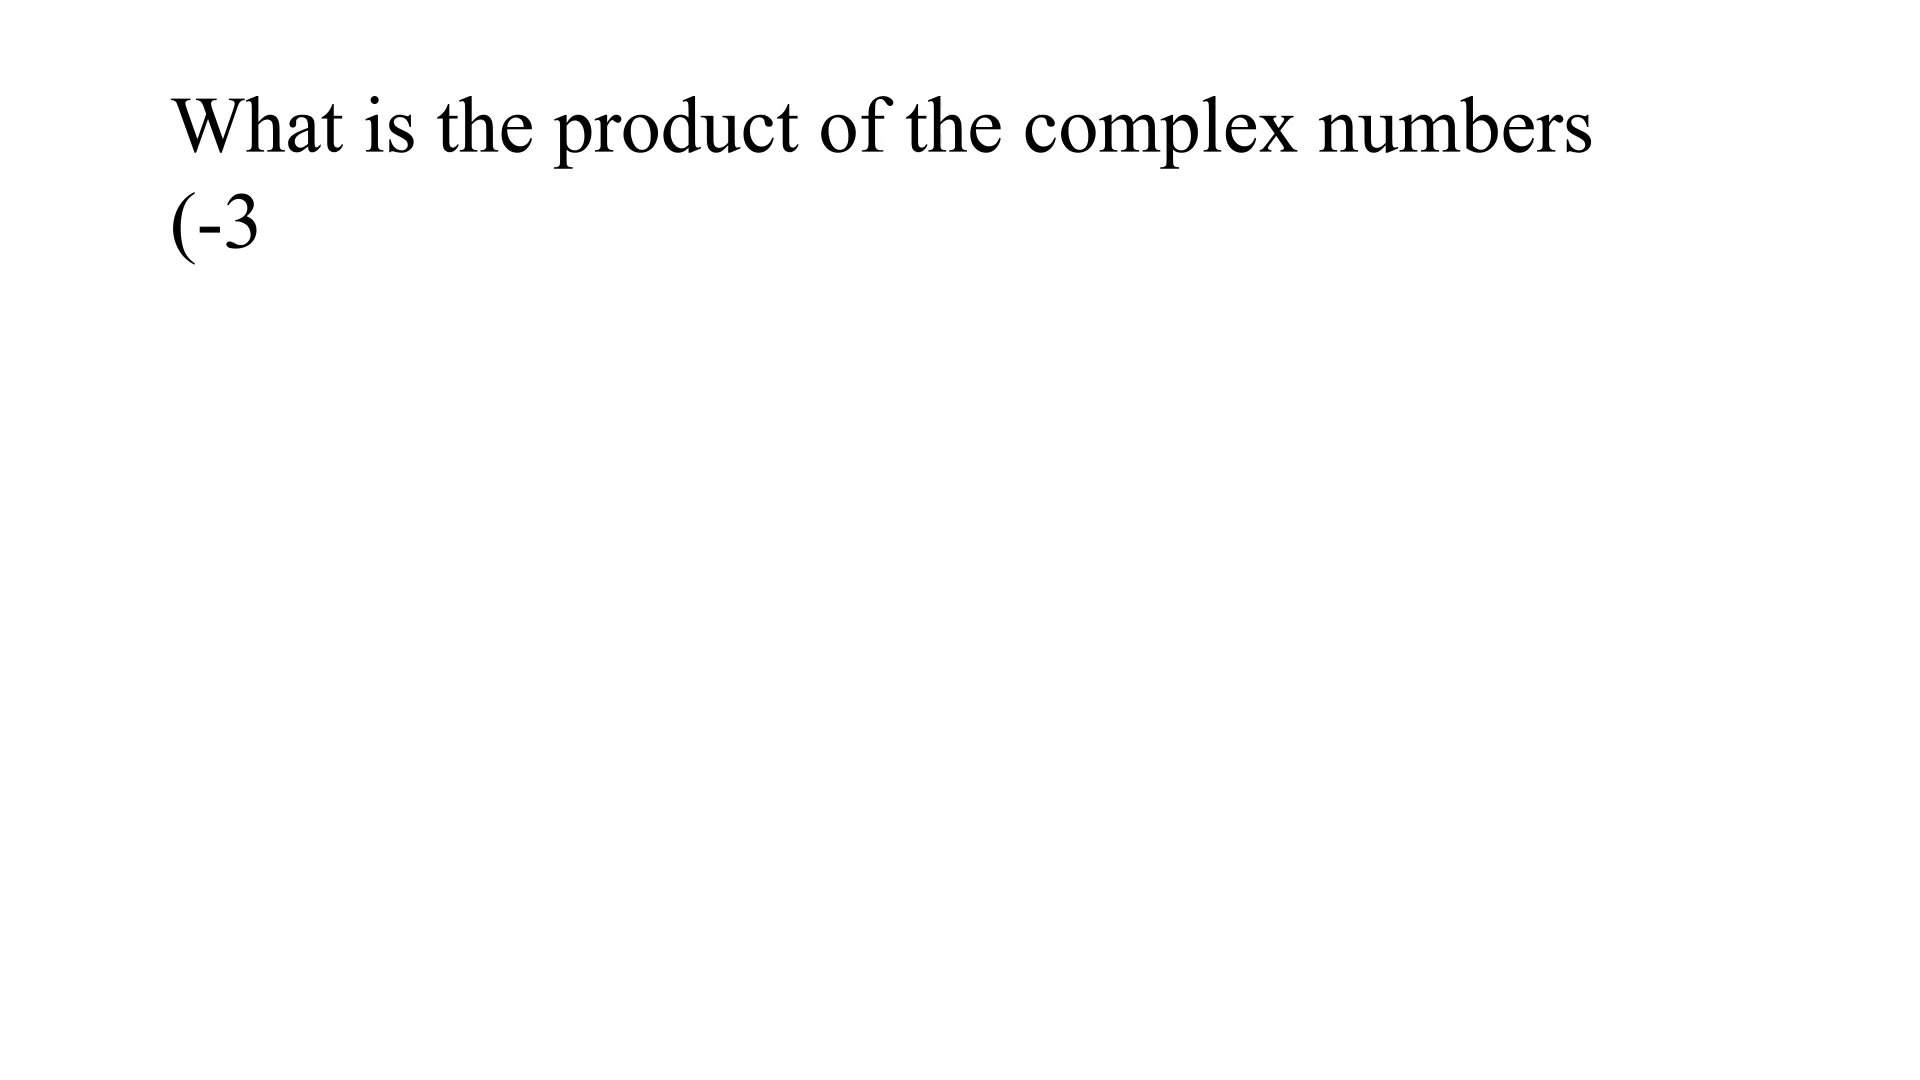 What is the product of the complex numbers
(-3